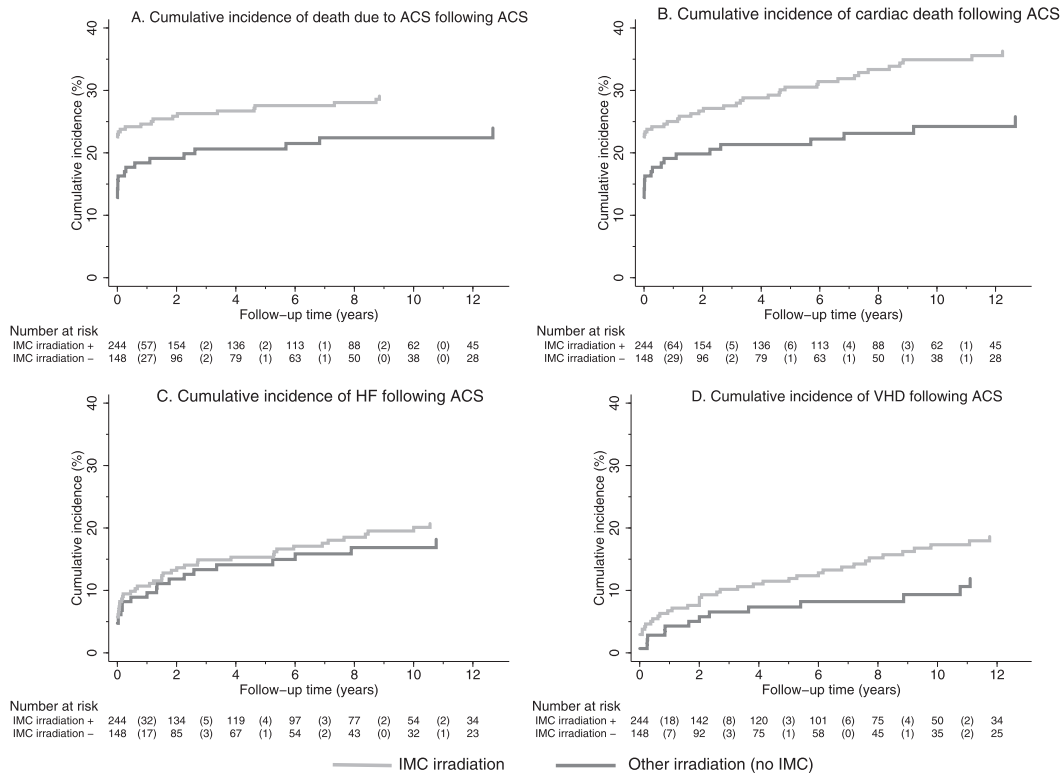 A. Cumulative incidence of death due to ACS following ACS
40
30
20
10
0
Cumulative incidence (%)
0 2 4 6 8 10 12
Follow−up time (years)
Number at risk
IMC irradiation + 244 (57) 154 (2) 136 (2) 113 (1) 88 (2) 62 (0) 45
IMC irradiation − 148 (27) 96 (2) 79 (1) 63 (1) 50 (0) 38 (0) 28
B. Cumulative incidence of cardiac death following ACS
40
30
20
10
0
Cumulative incidence (%)
0 2 4 6 8 10 12
Follow−up time (years)
Number at risk
IMC irradiation + 244 (64) 154 (5) 136 (6) 113 (4) 88 (3) 62 (1) 45
IMC irradiation − 148 (29) 96 (2) 79 (1) 63 (1) 50 (1) 38 (1) 28
C. Cumulative incidence of HF following ACS
40
30
20
10
0
Cumulative incidence (%)
0 2 4 6 8 10 12
Follow−up time (years)
Number at risk
IMC irradiation + 244 (32) 134 (5) 119 (4) 97 (3) 77 (2) 54 (2) 34
IMC irradiation − 148 (17) 85 (3) 67 (1) 54 (2) 43 (0) 32 (1) 23
D. Cumulative incidence of VHD following ACS
40
30
20
10
0
Cumulative incidence (%)
0 2 4 6 8 10 12
Follow−up time (years)
Number at risk
IMC irradiation + 244 (18) 142 (8) 120 (3) 101 (6) 75 (4) 50 (2) 34
IMC irradiation − 148 (7) 92 (3) 75 (1) 58 (0) 45 (1) 35 (2) 25
IMC irradiation
Other irradiation (no IMC)